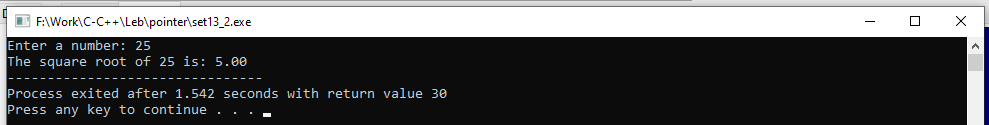 F:\Work\C-C++\Leb\pointer\set13_2.exe
Enter a number: 25
The square root of 25 is: 5.00
--------------------------------
Process exited after 1.542 seconds with return value 30
Press any key to continue . . .